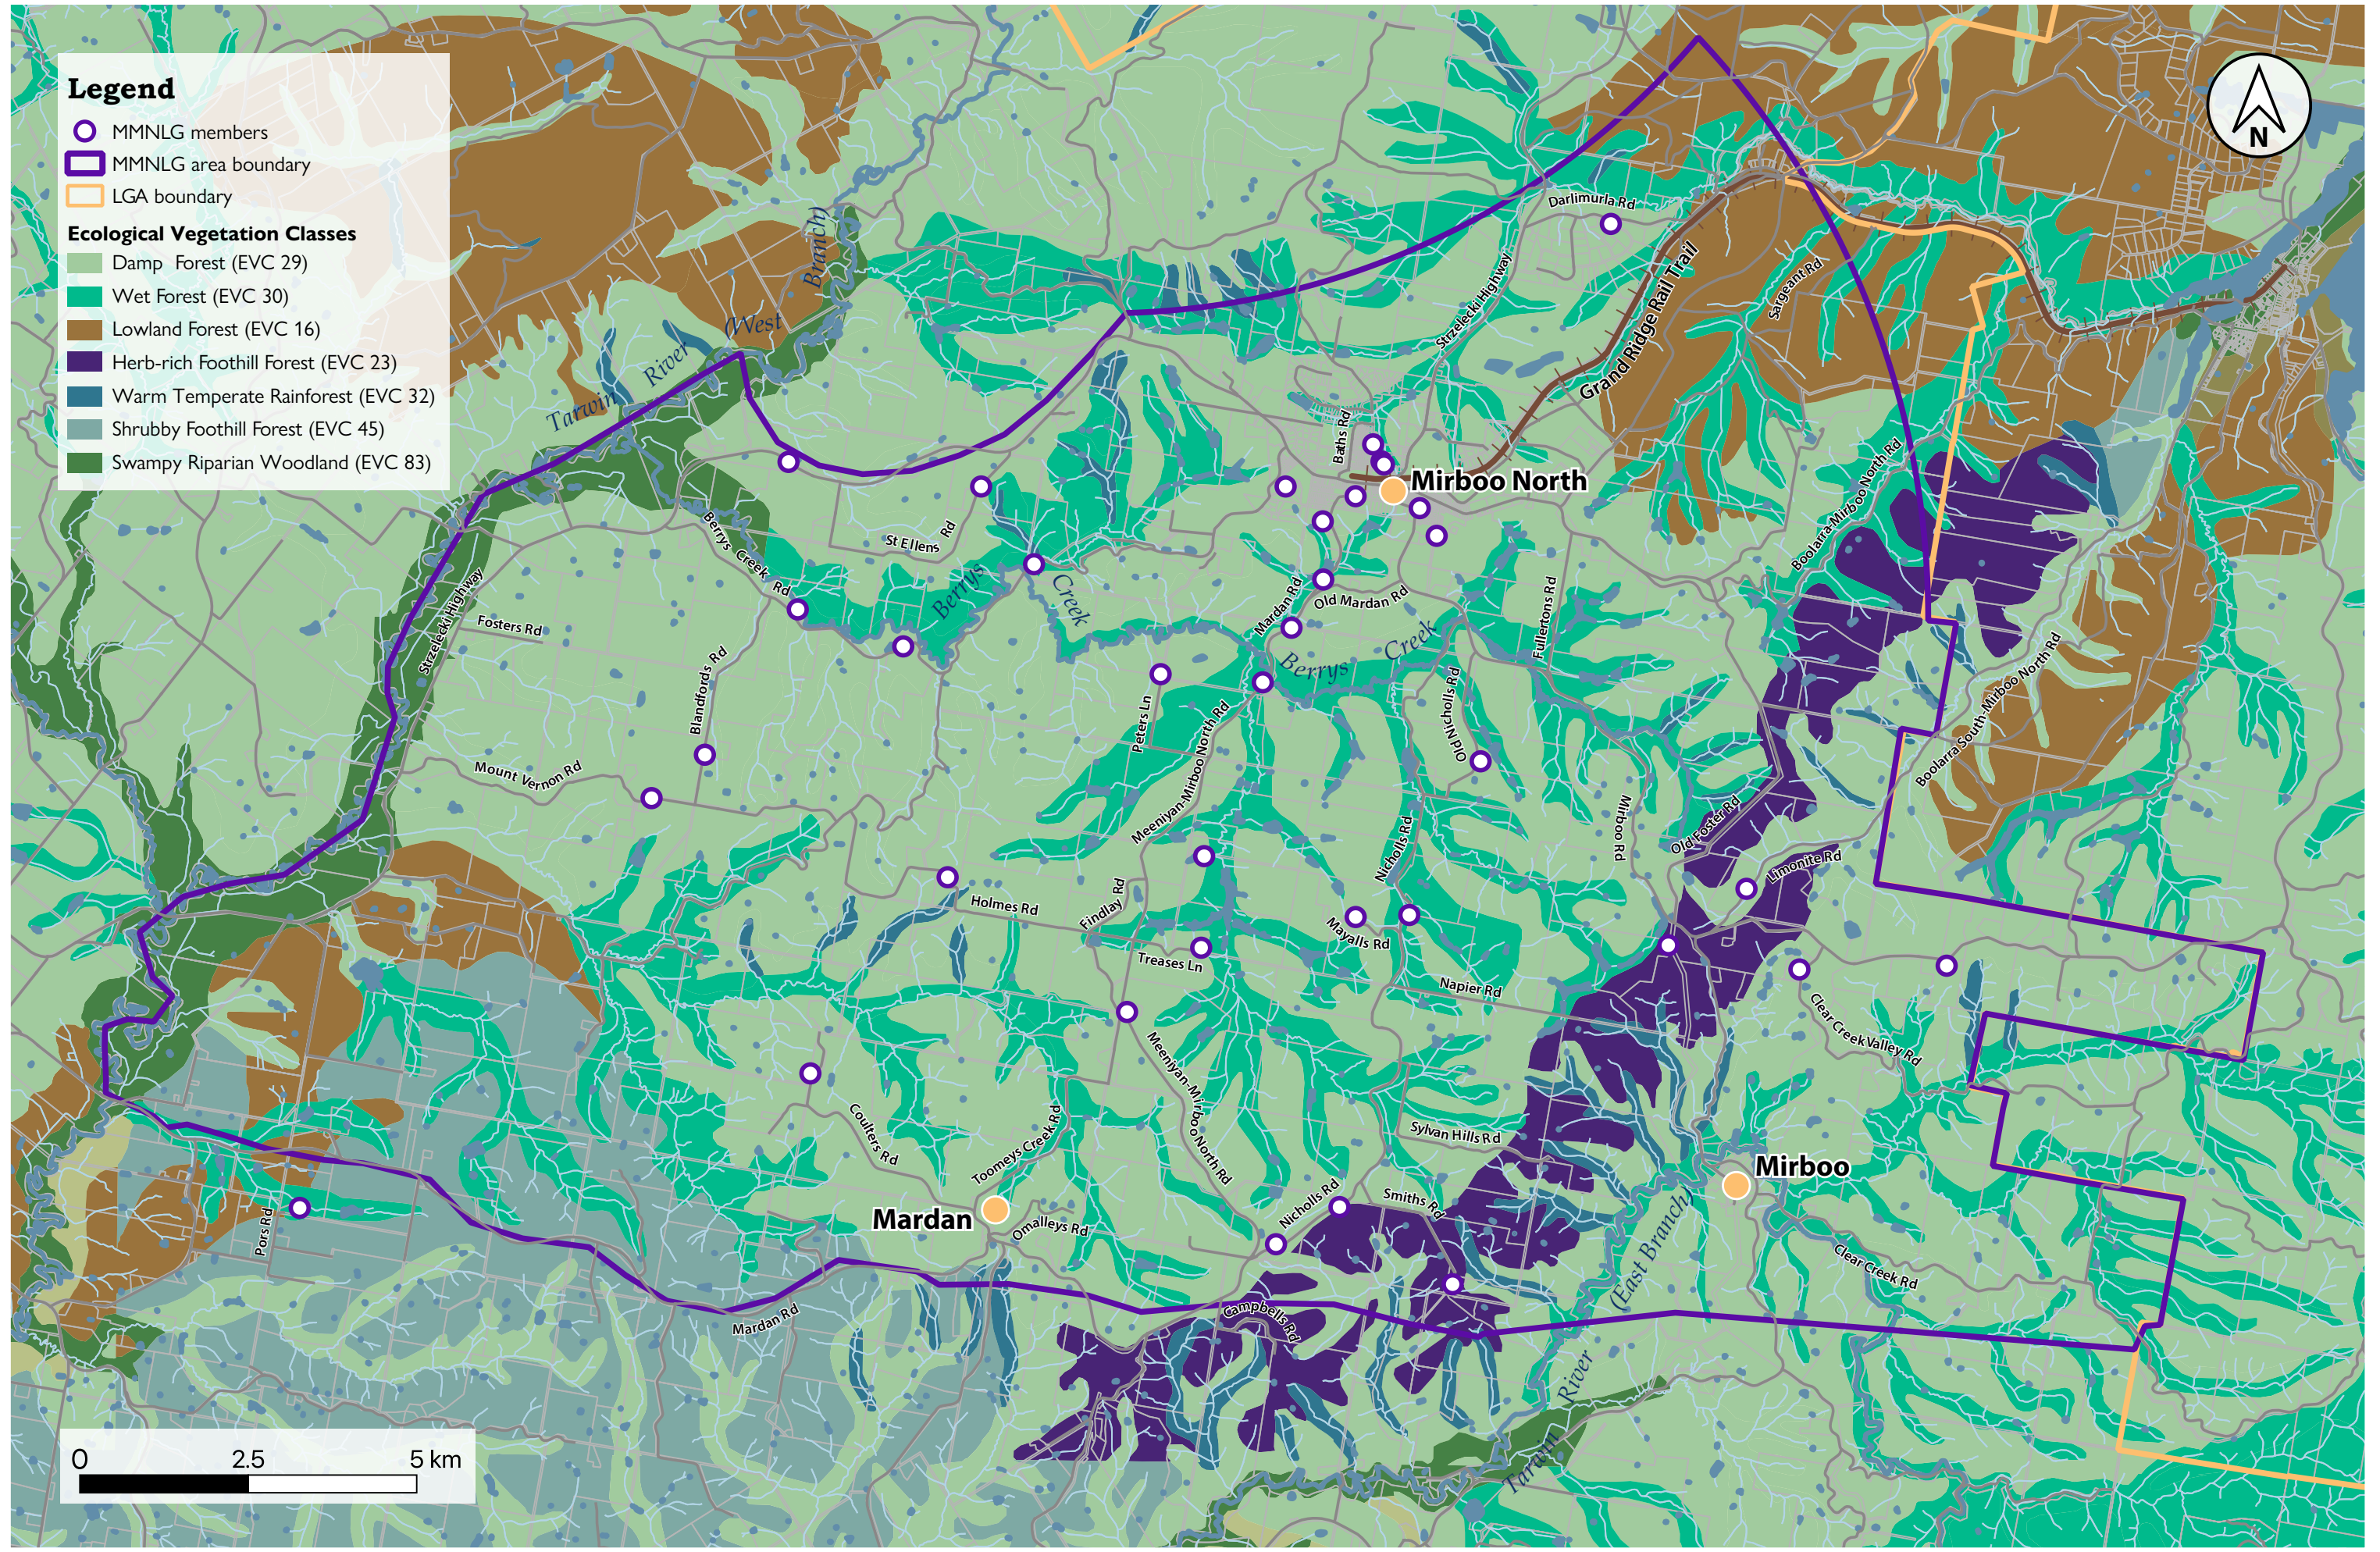 Legend
MMNLG members
MMNLG area boundary
LGA boundary
Ecological Vegetation Classes
Damp Forest (EVC 29)
Wet Forest (EVC 30)
Lowland Forest (EVC 16)
Herb-rich Foothill Forest (EVC 23)
Warm Temperate Rainforest (EVC 32)
Shrubby Foothill Forest (EVC 45)
Swampy Riparian Woodland (EVC 83)
N
Darlimurla Rd
Tarwin River (West Branch)
Strzelecki Highway
Grand Ridge Rail Trail
Sargeant Rd
Baths Rd
Mirboo North
Boolarra-Mirboo North Rd
St Ellens Rd
Berrys Creek Rd
Berrys Creek
Strzelecki Highway
Fosters Rd
Mardan Rd
Old Mardan Rd
Fullertons Rd
Berrys Creek
Blandfords Rd
Peters Ln
Meeniyan-Mirboo North Rd
Old Nicholls Rd
Boolarra South-Mirboo North Rd
Mount Vernon Rd
Mirboo Rd
Old Foster Rd
Nicholls Rd
Limonite Rd
Holmes Rd
Findlay Rd
Mayalls Rd
Treases Ln
Napier Rd
Clear Creek Valley Rd
Meeniyan-Mirboo North Rd
Coulters Rd
Toomeys Creek Rd
Sylvan Hills Rd
Mirboo
Mardan
Omalleys Rd
Nicholls Rd
Smiths Rd
Pors Rd
Clear Creek Rd
Mardan Rd
Campbells Rd
Tarwin River (East Branch)
0 2.5 5 km